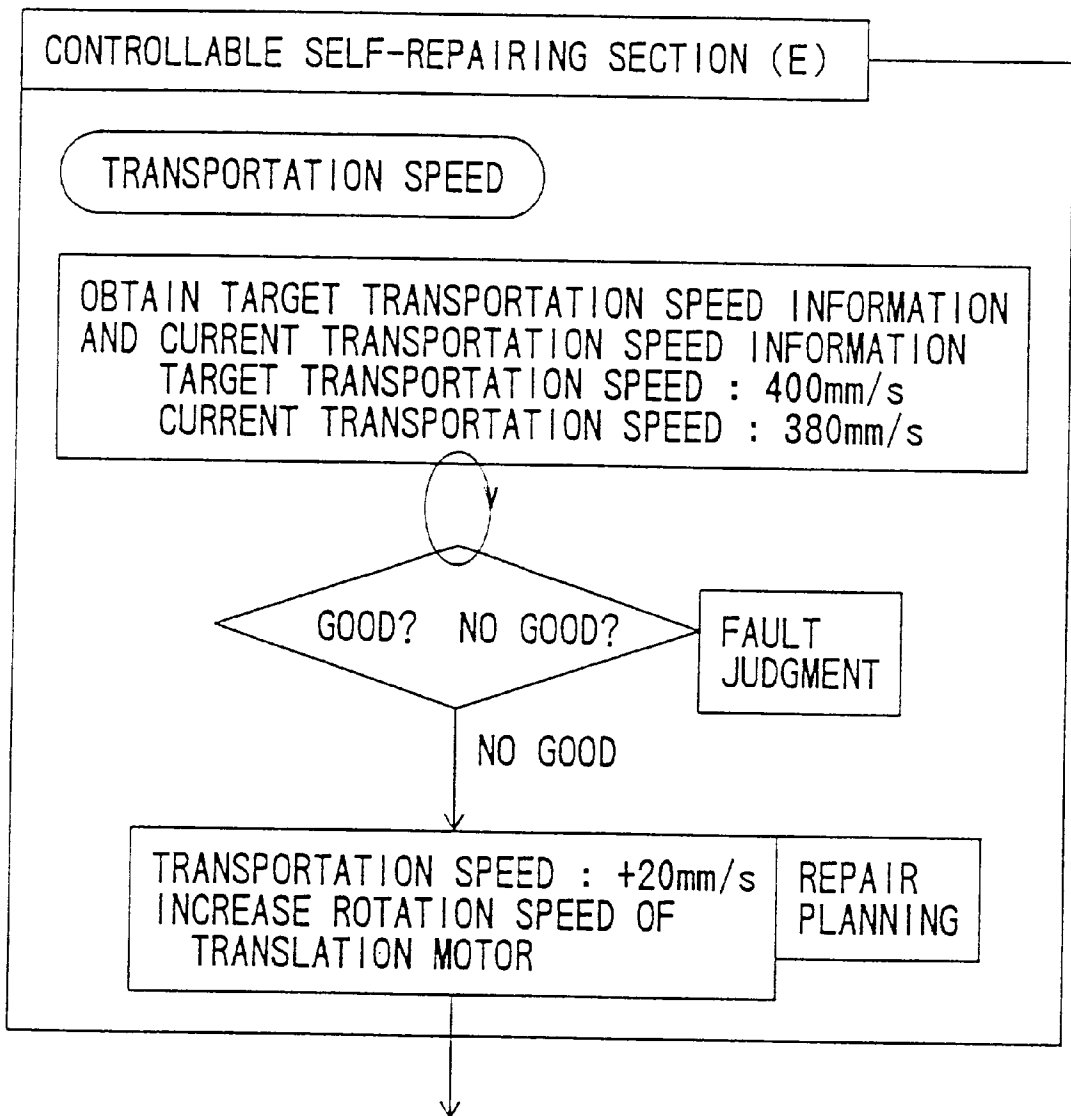 CONTROLLABLE SELF-REPAIRING SECTION (E)
TRANSPORTATION SPEED
OBTAIN TARGET TRANSPORTATION SPEED INFORMATION
AND CURRENT TRANSPORTATION SPEED INFORMATION
TARGET TRANSPORTATION SPEED : 400mm/s
CURRENT TRANSPORTATION SPEED : 380mm/s
GOOD? NO GOOD?
FAULT
JUDGMENT
NO GOOD
TRANSPORTATION SPEED : +20mm/s
INCREASE ROTATION SPEED OF
TRANSLATION MOTOR
REPAIR
PLANNING